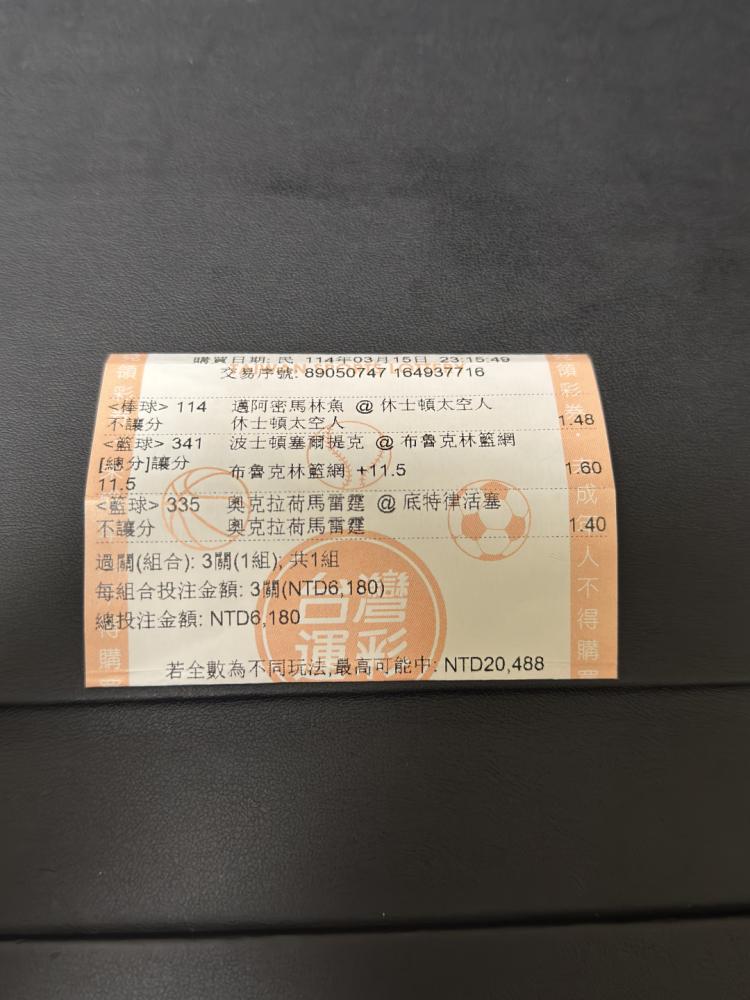 購買日期: 民 114年03月15日 23:15:49
交易序號: 89050747 164937716
<棒球> 114 邁阿密馬林魚 @ 休士頓太空人
不讓分 休士頓太空人 1.48
<籃球> 341 波士頓塞爾提克 @ 布魯克林籃網
[總分]讓分 布魯克林籃網 +11.5 1.60
11.5
<籃球> 335 奧克拉荷馬雷霆 @ 底特律活塞
不讓分 奧克拉荷馬雷霆 1.40
過關(組合): 3關(1組); 共1組
每組合投注金額: 3關(NTD6,180)
總投注金額: NTD6,180
若全數為不同玩法,最高可能中: NTD20,488
台灣
運彩
領彩
得購
領彩券
成
人不得購買